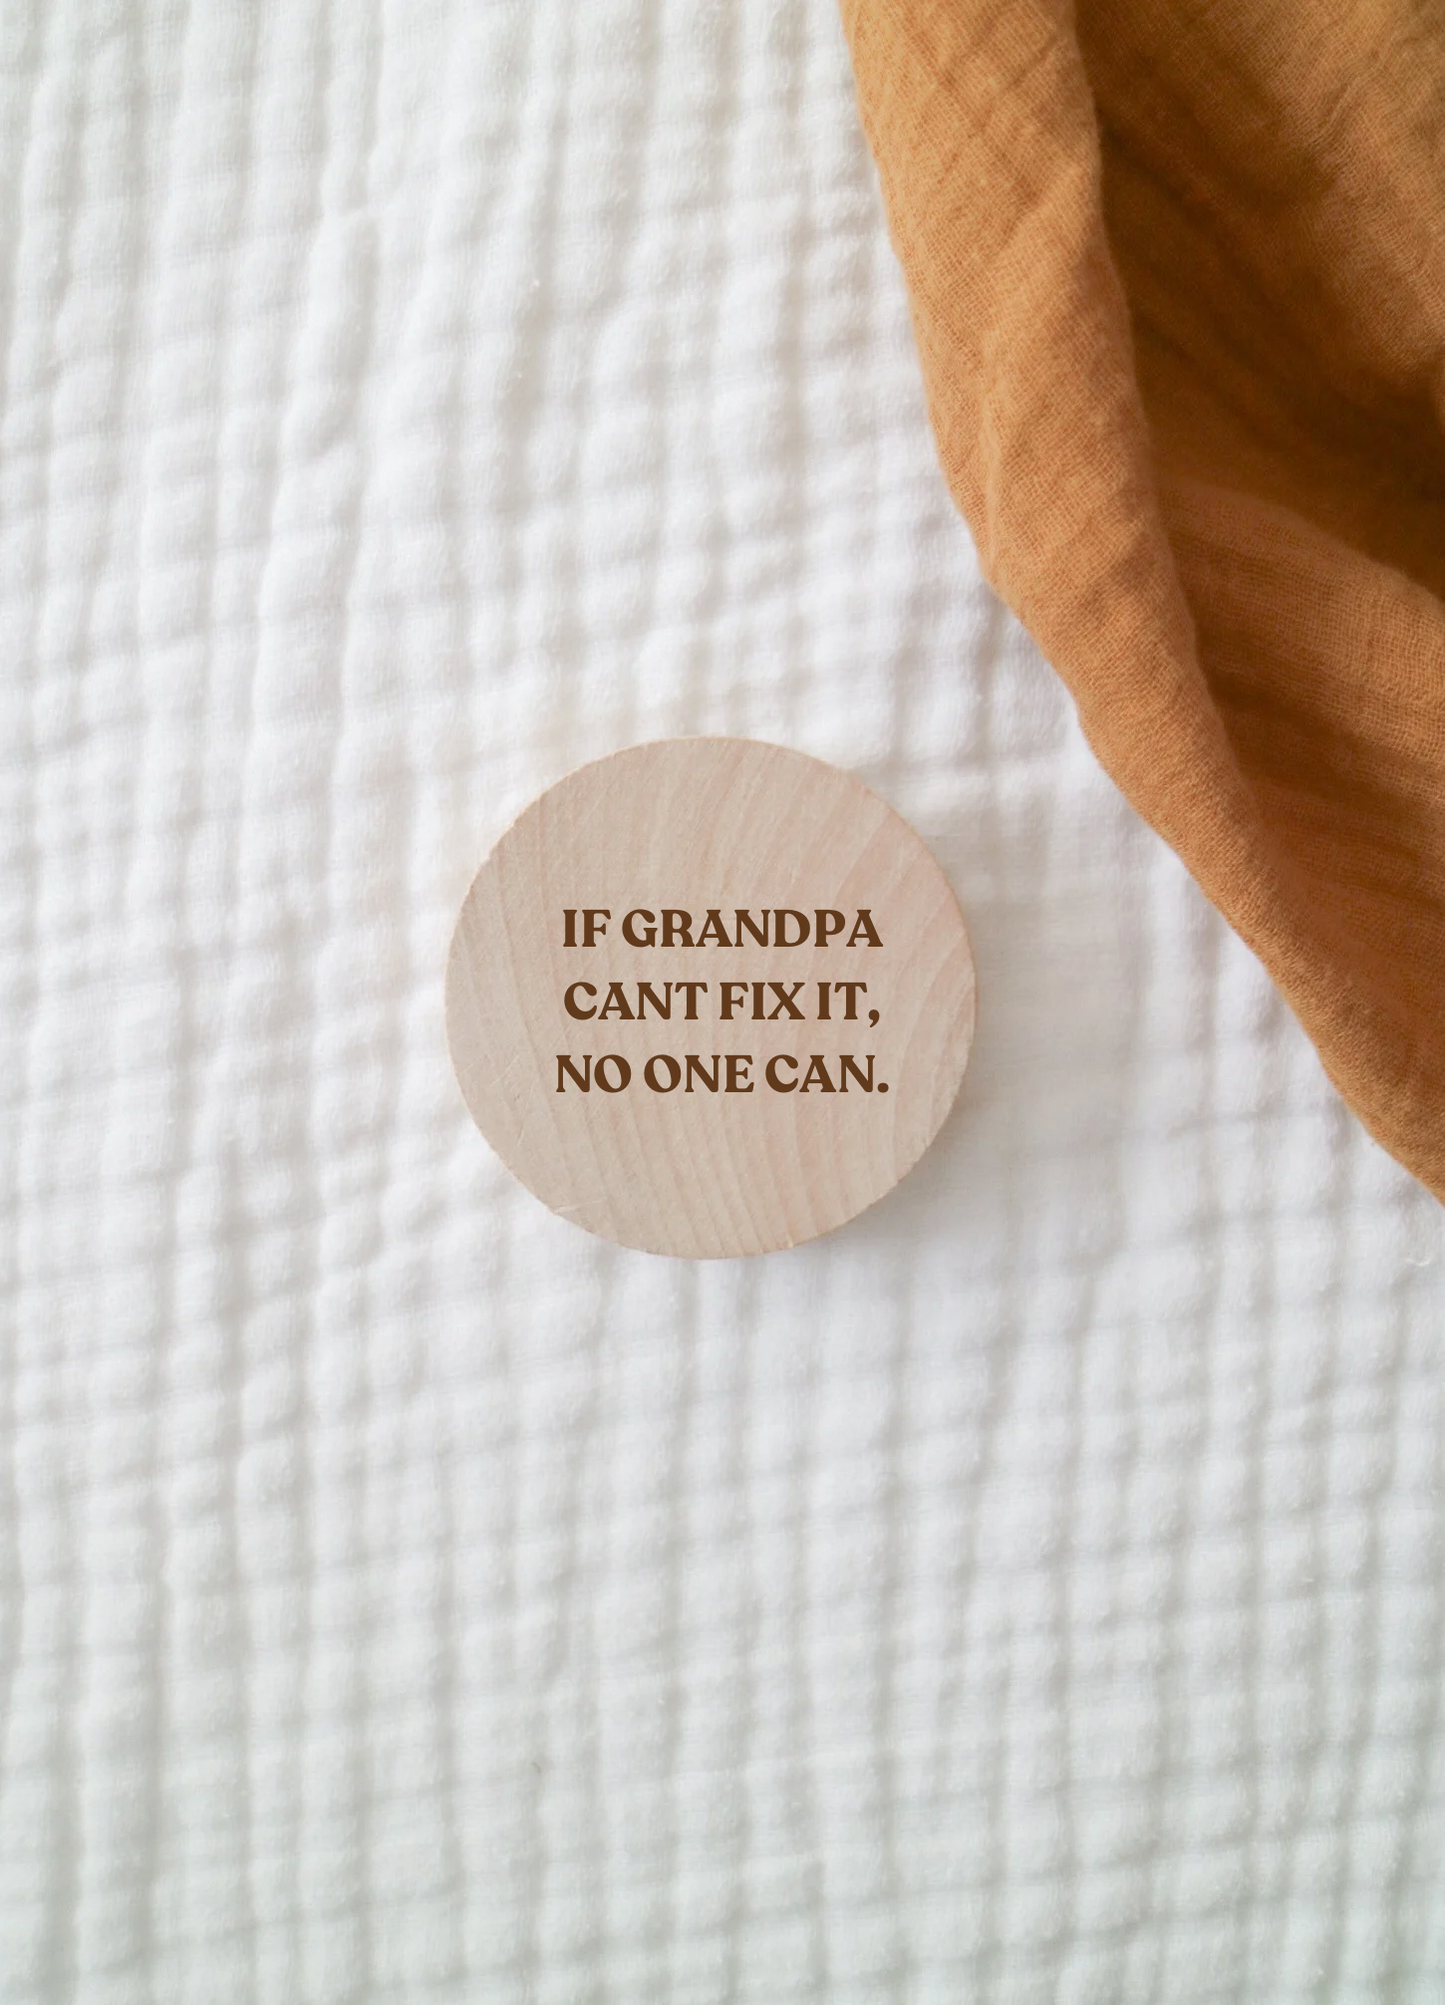 IF GRANDPA
CANT FIX IT,
NO ONE CAN.